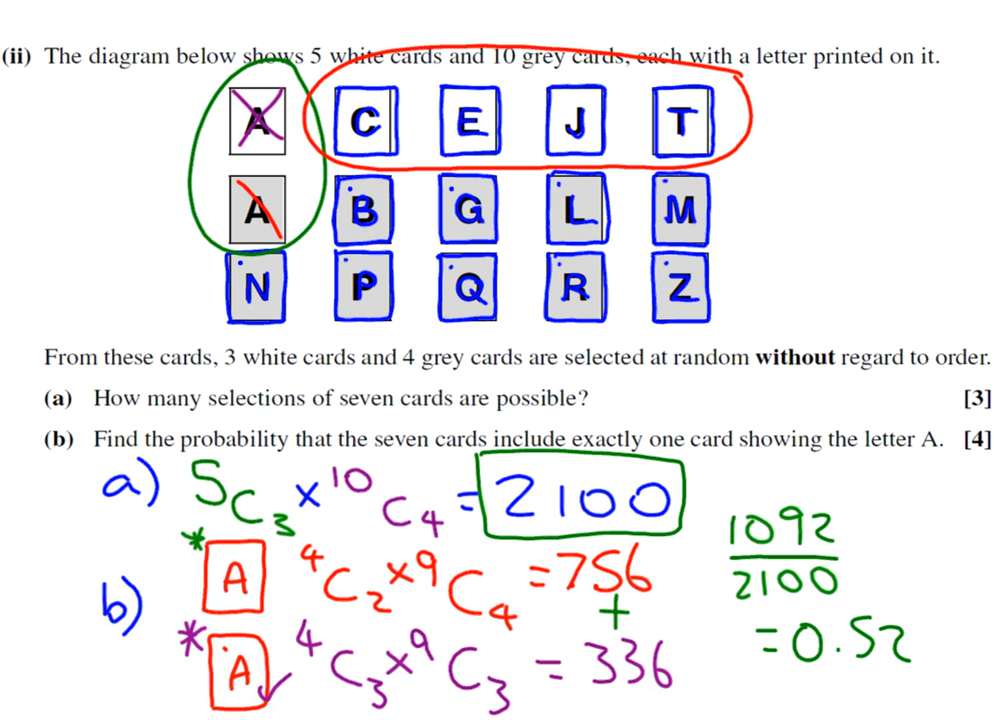 (ii) The diagram below shows 5 white cards and 10 grey cards, each with a letter printed on it.
A C E J T
A B G L M
N P Q R Z
From these cards, 3 white cards and 4 grey cards are selected at random without regard to order.
(a) How many selections of seven cards are possible? [3]
(b) Find the probability that the seven cards include exactly one card showing the letter A. [4]
a) 5C3 × 10C4 = 2100
b) * A 4C2 × 9C4 = 756
+
* A ✓ 4C3 × 9C3 = 336
1092
2100
= 0.52